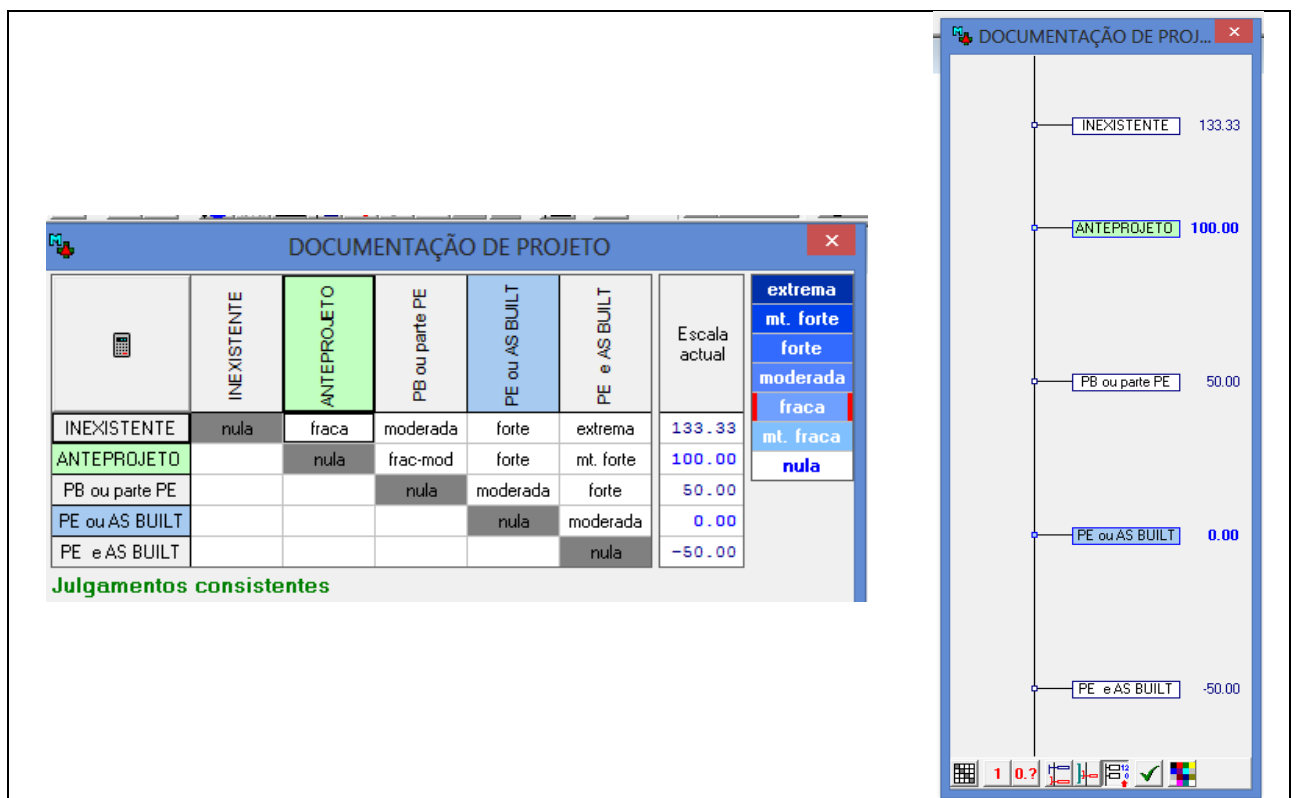 DOCUMENTAÇÃO DE PROJETO
INEXISTENTE ANTEPROJETO PB ou parte PE PE ou AS BUILT PE e AS BUILT Escala actual
INEXISTENTE nula fraca moderada forte extrema 133.33
ANTEPROJETO nula frac-mod forte mt. forte 100.00
PB ou parte PE nula moderada forte 50.00
PE ou AS BUILT nula moderada 0.00
PE e AS BUILT nula -50.00
Julgamentos consistentes
extrema
mt. forte
forte
moderada
fraca
mt. fraca
nula
DOCUMENTAÇÃO DE PROJ...
INEXISTENTE 133.33
ANTEPROJETO 100.00
PB ou parte PE 50.00
PE ou AS BUILT 0.00
PE e AS BUILT -50.00
1 0.?